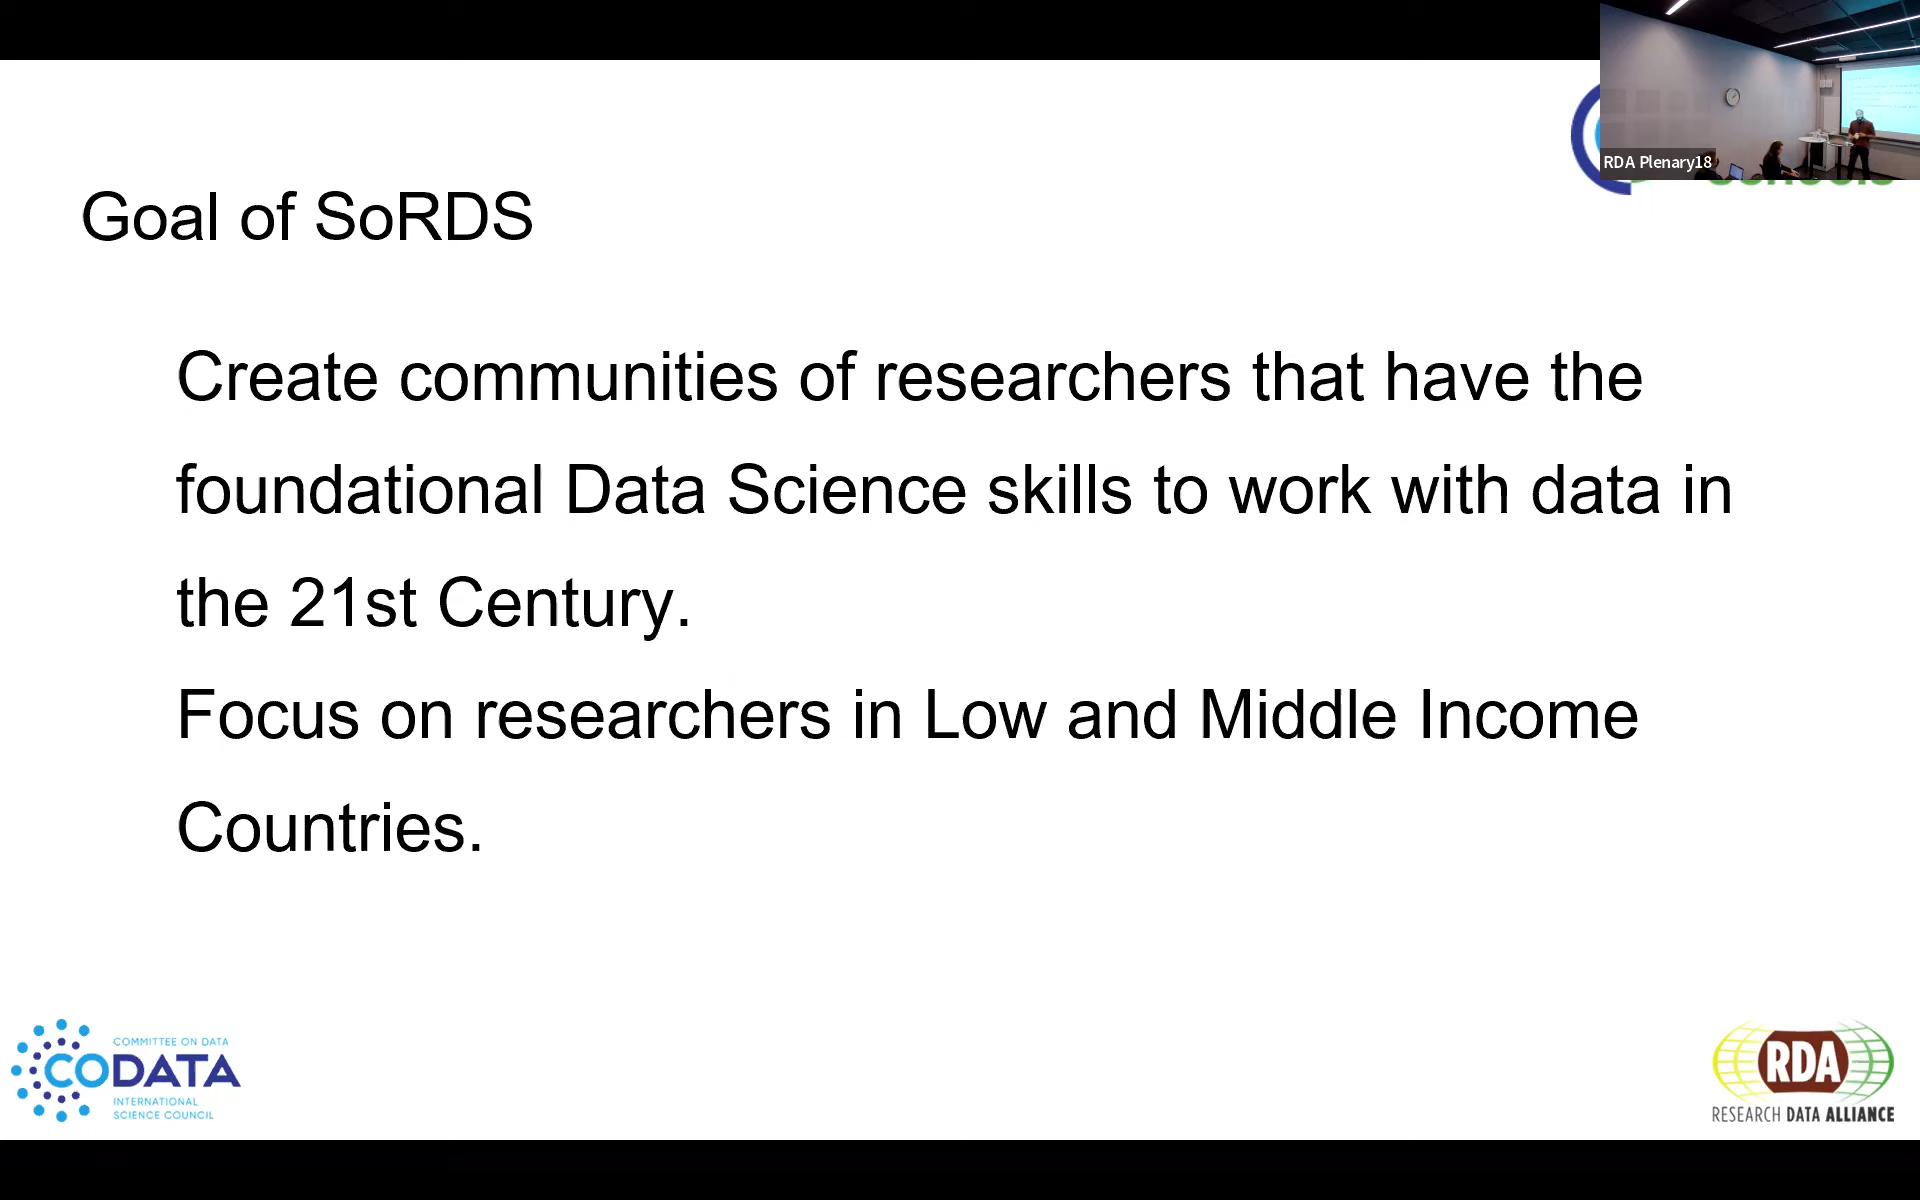 RDA Plenary18
Goal of SoRDS
Create communities of researchers that have the
foundational Data Science skills to work with data in
the 21st Century.
Focus on researchers in Low and Middle Income
Countries.
COMMITTEE ON DATA
CODATA
INTERNATIONAL
SCIENCE COUNCIL
RDA
RESEARCH DATA ALLIANCE